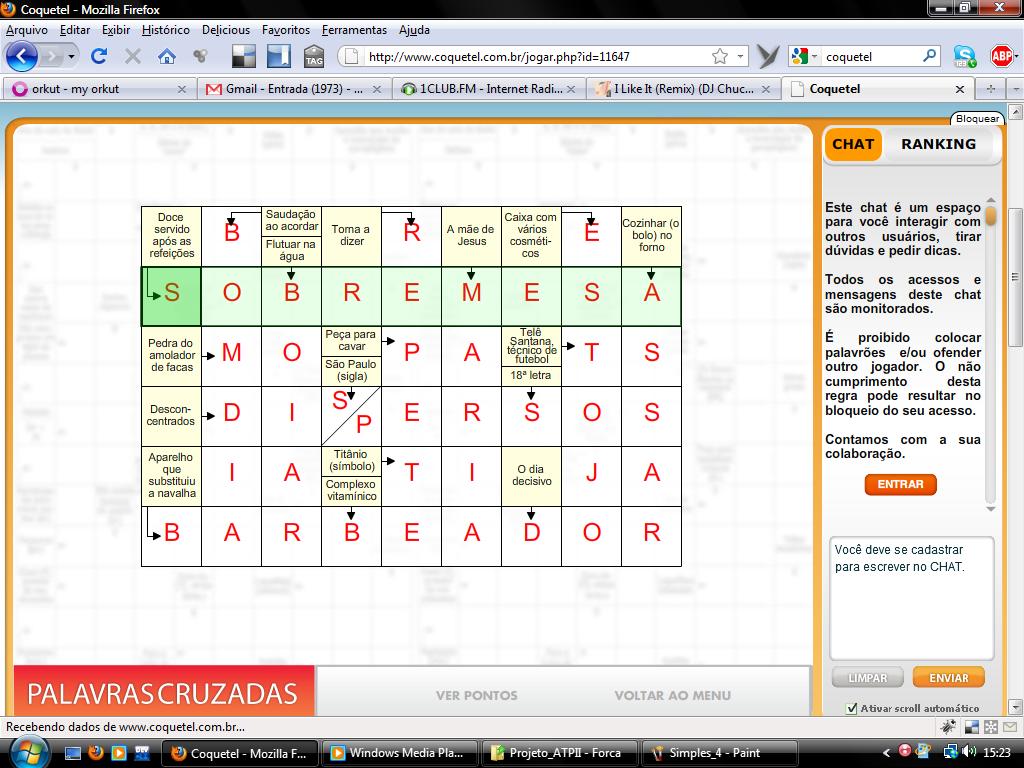 Coquetel - Mozilla Firefox
Arquivo Editar Exibir Histórico Delicious Favoritos Ferramentas Ajuda
TAG http://www.coquetel.com.br/jogar.php?id=11647 coquetel ABP
orkut - my orkut Gmail - Entrada (1973) - ... 1CLUB.FM - Internet Radi... I Like It (Remix) (DJ Chuc... Coquetel
Bloquear
CHAT RANKING
Doce
servido
após as
refeições
B
Saudação
ao acordar
Flutuar na
água
Torna a
dizer
R
A mãe de
Jesus
Caixa com
vários
cosméti-
cos
E
Cozinhar (o
bolo) no
forno
S O B R E M E S A
Pedra do
amolador
de facas
M O
Peça para
cavar
São Paulo
(sigla)
P A
Telê
Santana,
técnico de
futebol
18ª letra
T S
Descon-
centrados
D I S P E R S O S
Aparelho
que
substituiu
a navalha
I A
Titânio
(símbolo)
Complexo
vitamínico
T I
O dia
decisivo
J A
B A R B E A D O R
Este chat é um espaço
para você interagir com
outros usuários, tirar
dúvidas e pedir dicas.
Todos os acessos e
mensagens deste chat
são monitorados.
É proibido colocar
palavrões e/ou ofender
outro jogador. O não
cumprimento desta
regra pode resultar no
bloqueio do seu acesso.
Contamos com a sua
colaboração.
ENTRAR
Você deve se cadastrar
para escrever no CHAT.
LIMPAR ENVIAR
Ativar scroll automático
PALAVRAS CRUZADAS VER PONTOS VOLTAR AO MENU
Recebendo dados de www.coquetel.com.br...
Coquetel - Mozilla F... Windows Media Pla... Projeto_ATPII - Forca Simples_4 - Paint 15:23